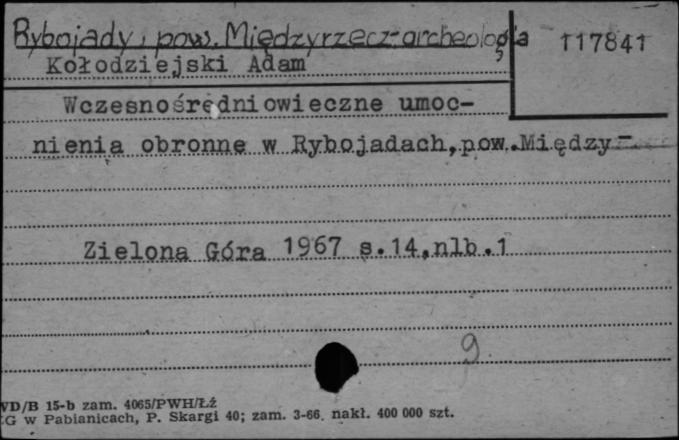 Rybojady, pow. Międzyrzecz-archeologia
117841
Kołodziejski Adam
Wczesnośredniowieczne umoc-
nienia obronne w Rybojadach, pow. Między-
Zielona Góra 1967 s.14, nlb.1
9
VD/B 15-b zam. 4065/PWH/Łź
.G w Pabianicach, P. Skargi 40; zam. 3-66. nakł. 400 000 szt.